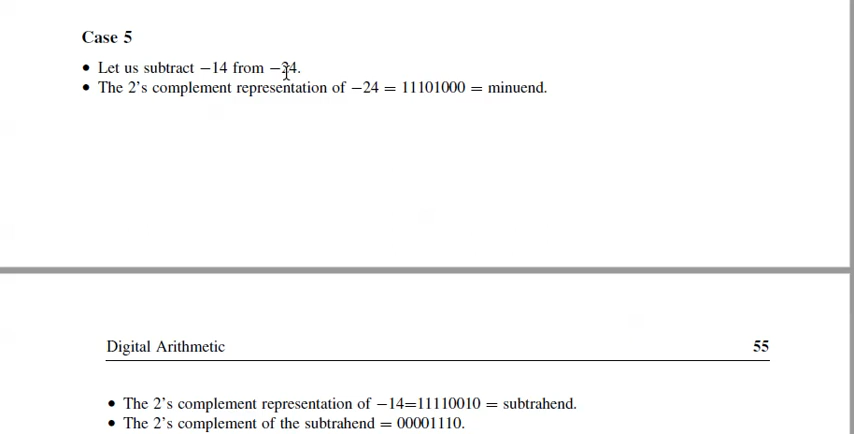 Case 5
• Let us subtract −14 from −24.
• The 2's complement representation of −24 = 11101000 = minuend.
Digital Arithmetic 55
• The 2's complement representation of −14=11110010 = subtrahend.
• The 2's complement of the subtrahend = 00001110.